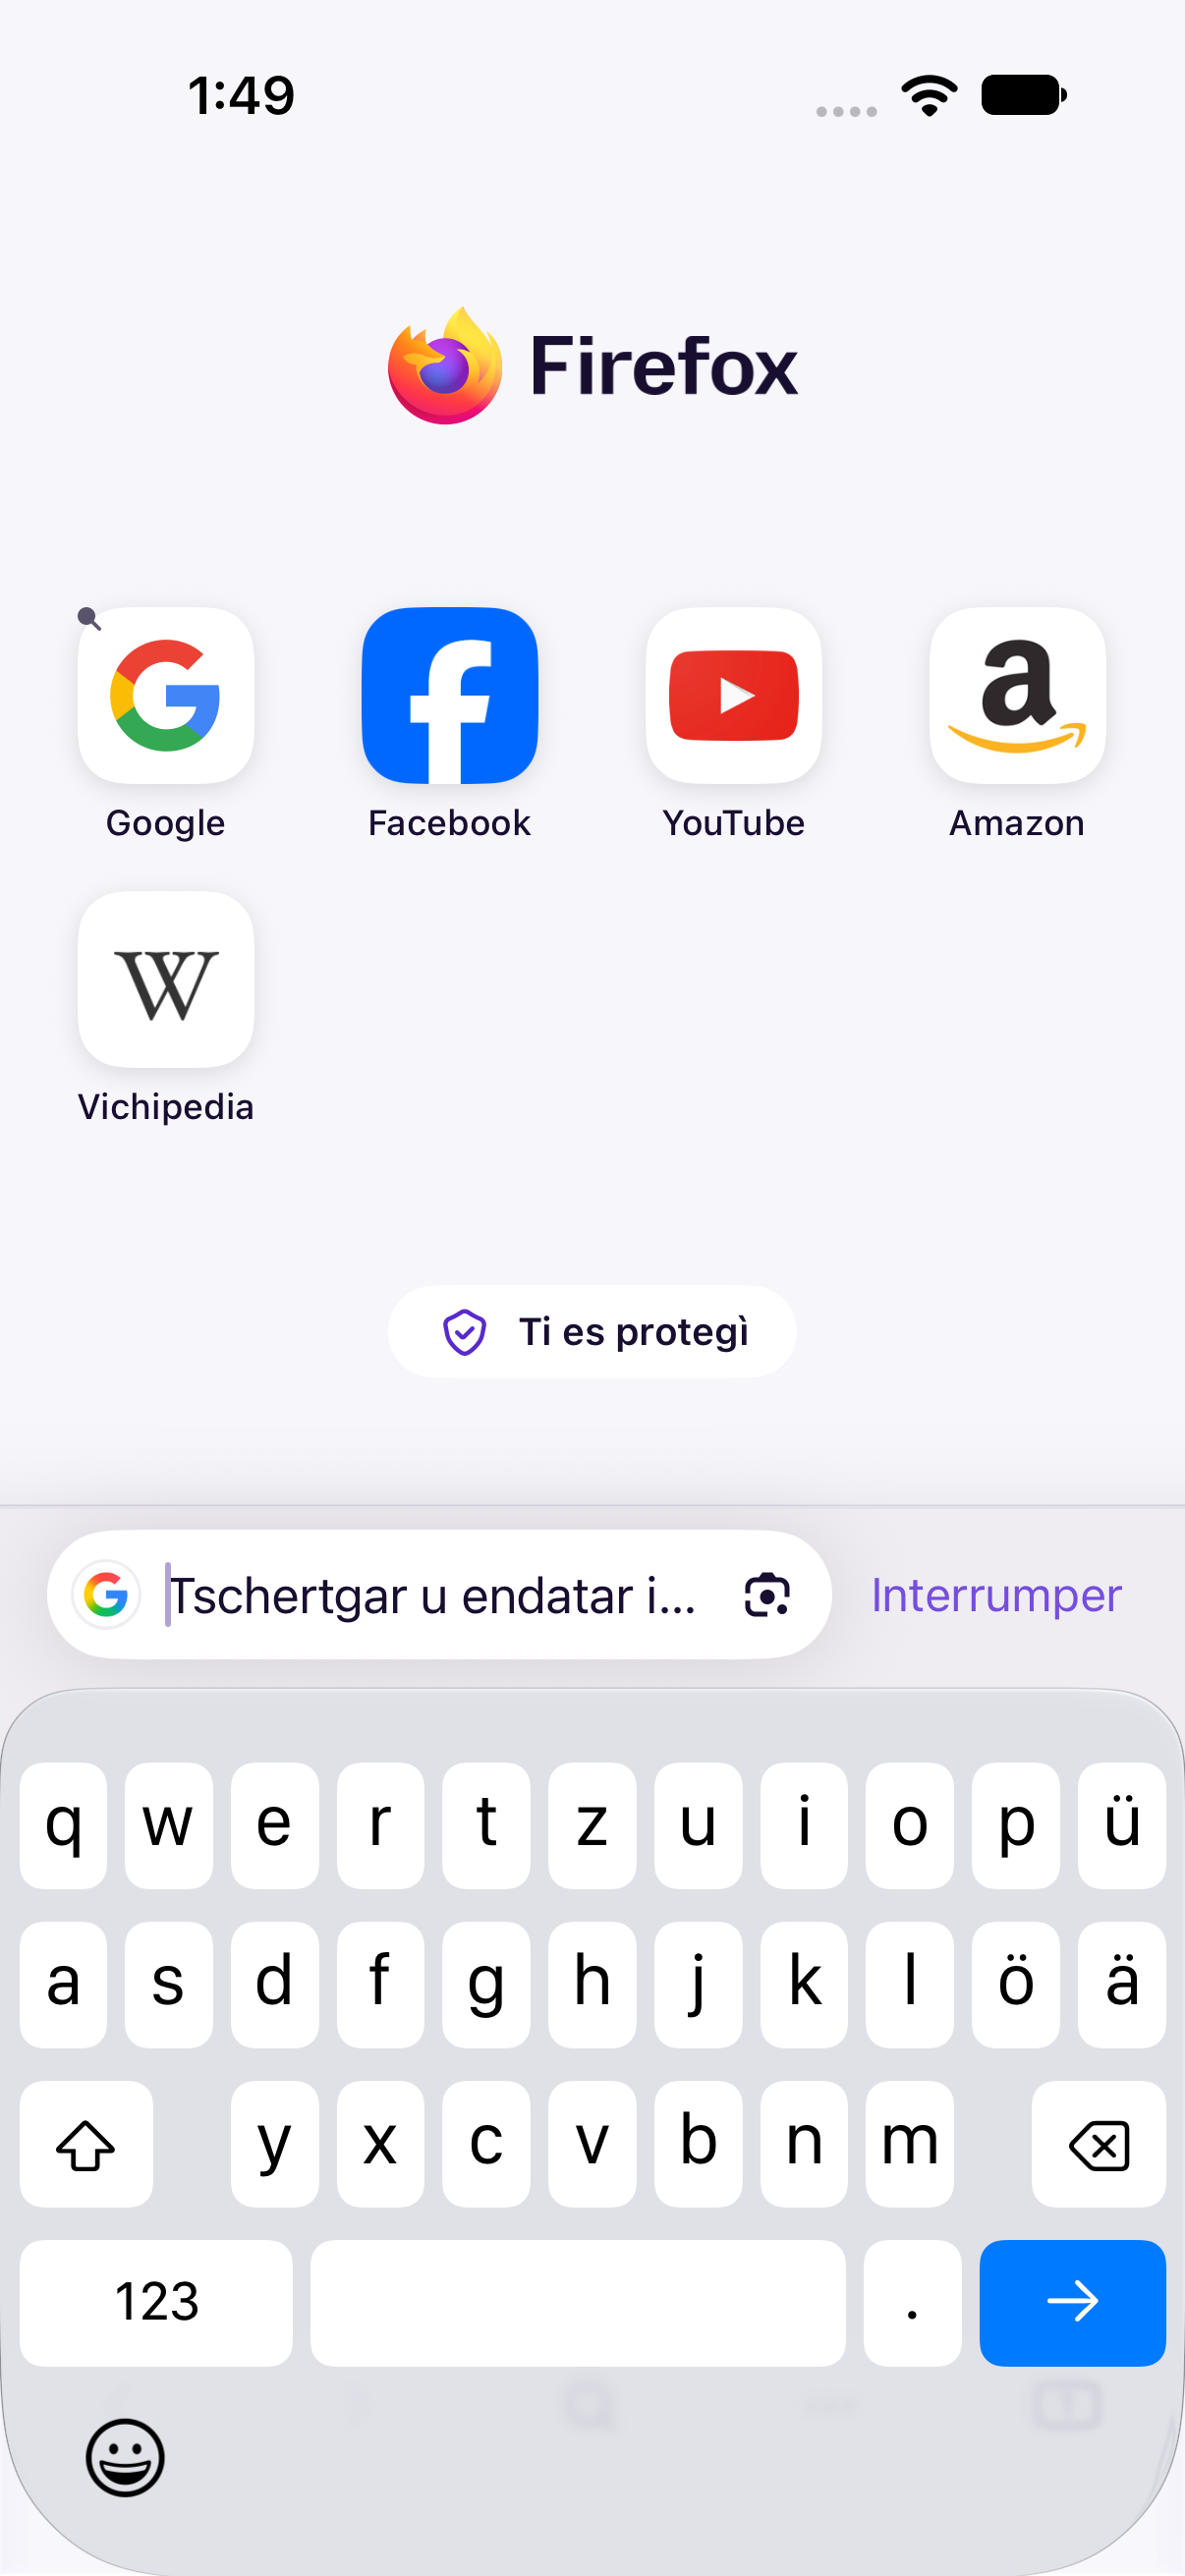 1:49
Firefox
Google Facebook YouTube Amazon
W
Vichipedia
Ti es protegì
Tschertgar u endatar i... Interrumper
q w e r t z u i o p ü
a s d f g h j k l ö ä
y x c v b n m
123 .